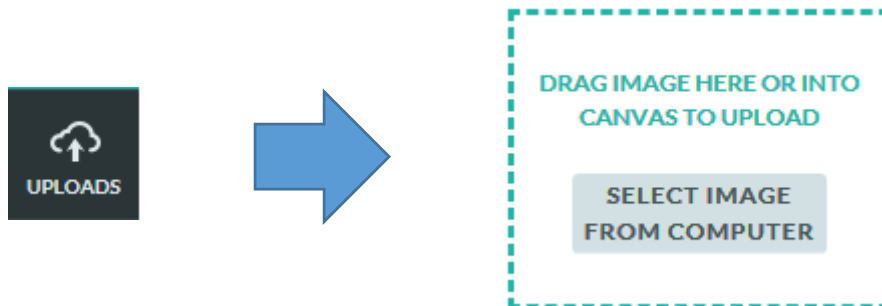 UPLOADS
DRAG IMAGE HERE OR INTO
CANVAS TO UPLOAD
SELECT IMAGE
FROM COMPUTER